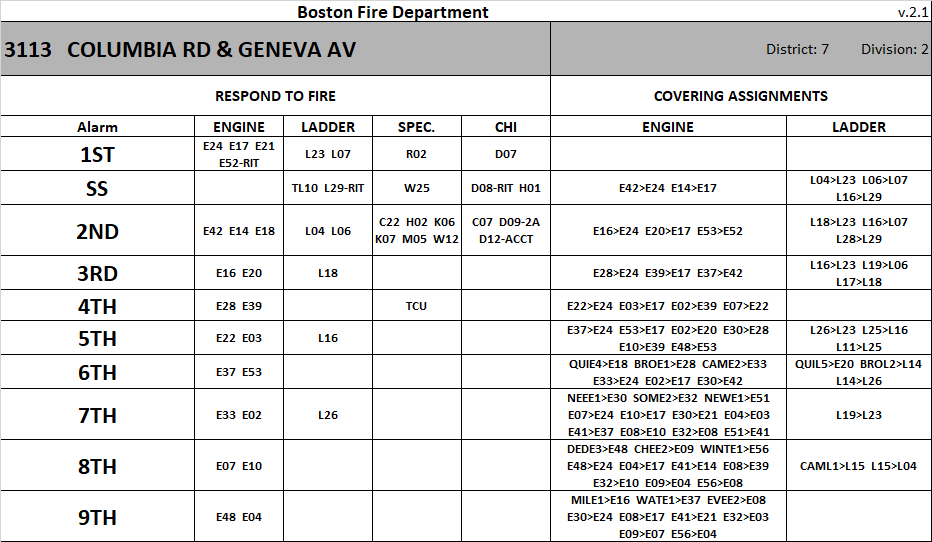 Boston Fire Department v.2.1
3113 COLUMBIA RD & GENEVA AV District: 7 Division: 2
RESPOND TO FIRE COVERING ASSIGNMENTS
Alarm ENGINE LADDER SPEC. CHI ENGINE LADDER
1ST
E24 E17 E21
E52-RIT
L23 L07
R02
D07
SS
TL10 L29-RIT
W25
D08-RIT H01
E42>E24 E14>E17
L04>L23 L06>L07
L16>L29
2ND
E42 E14 E18
L04 L06
C22 H02 K06
K07 M05 W12
C07 D09-2A
D12-ACCT
E16>E24 E20>E17 E53>E52
L18>L23 L16>L07
L28>L29
3RD
E16 E20
L18
E28>E24 E39>E17 E37>E42
L16>L23 L19>L06
L17>L18
4TH
E28 E39
TCU
E22>E24 E03>E17 E02>E39 E07>E22
5TH
E22 E03
L16
E37>E24 E53>E17 E02>E20 E30>E28
E10>E39 E48>E53
L26>L23 L25>L16
L11>L25
6TH
E37 E53
QUIE4>E18 BROE1>E28 CAME2>E33
E33>E24 E02>E17 E30>E42
QUIL5>E20 BROL2>L14
L14>L26
7TH
E33 E02
L26
NEEE1>E30 SOME2>E32 NEWE1>E51
E07>E24 E10>E17 E30>E21 E04>E03
E41>E37 E08>E10 E32>E08 E51>E41
L19>L23
8TH
E07 E10
DEDE3>E48 CHEE2>E09 WINTE1>E56
E48>E24 E04>E17 E41>E14 E08>E39
E32>E10 E09>E04 E56>E08
CAML1>L15 L15>L04
9TH
E48 E04
MILE1>E16 WATE1>E37 EVEE2>E08
E30>E24 E08>E17 E41>E21 E32>E03
E09>E07 E56>E04